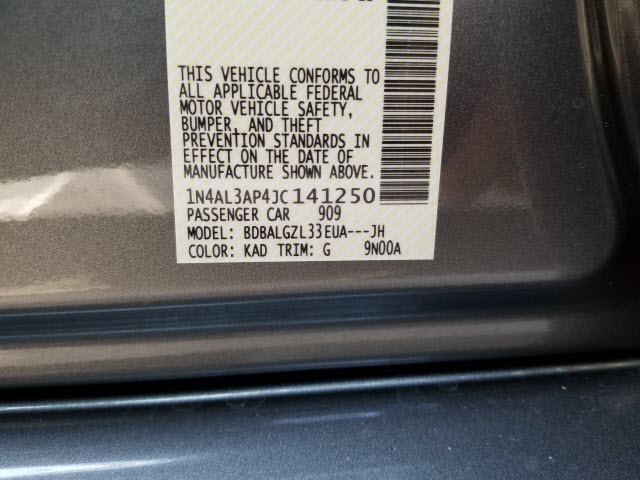 THIS VEHICLE CONFORMS TO
ALL APPLICABLE FEDERAL
MOTOR VEHICLE SAFETY,
BUMPER, AND THEFT
PREVENTION STANDARDS IN
EFFECT ON THE DATE OF
MANUFACTURE SHOWN ABOVE.
1N4AL3AP4JC141250
PASSENGER CAR 909
MODEL: BDBALGZL33EUA---JH
COLOR: KAD TRIM: G 9N00A